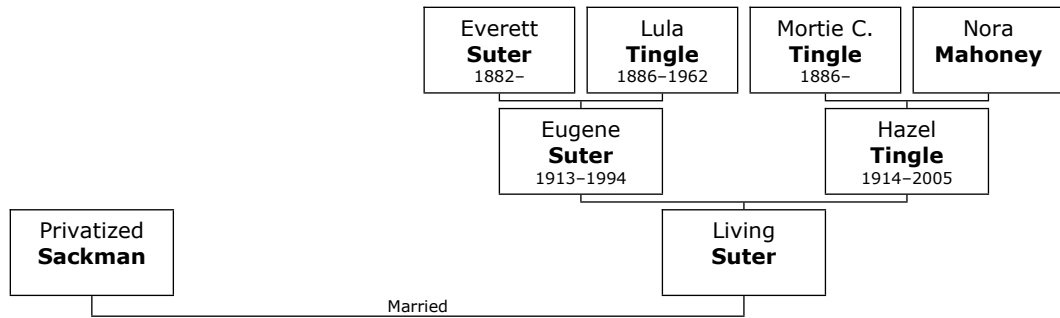 Everett
Suter
1882–
Lula
Tingle
1886–1962
Mortie C.
Tingle
1886–
Nora
Mahoney
Eugene
Suter
1913–1994
Hazel
Tingle
1914–2005
Privatized
Sackman
Living
Suter
Married